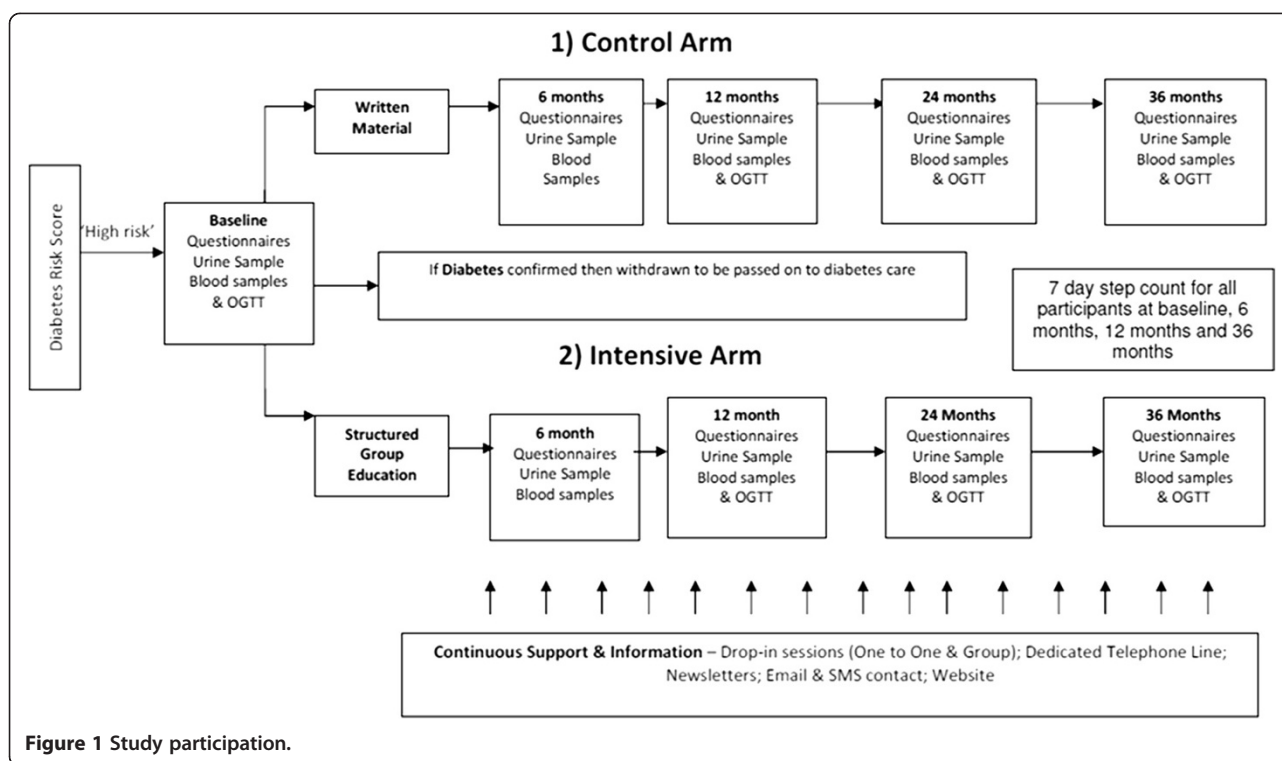 1) Control Arm
Written
Material
6 months
Questionnaires
Urine Sample
Blood
Samples
12 months
Questionnaires
Urine Sample
Blood samples
& OGTT
24 months
Questionnaires
Urine Sample
Blood samples
& OGTT
36 months
Questionnaires
Urine Sample
Blood samples
& OGTT
Diabetes Risk Score
'High risk'
Baseline
Questionnaires
Urine Sample
Blood samples
& OGTT
If Diabetes confirmed then withdrawn to be passed on to diabetes care
7 day step count for all
participants at baseline, 6
months, 12 months and 36
months
2) Intensive Arm
Structured
Group
Education
6 month
Questionnaires
Urine Sample
Blood samples
12 month
Questionnaires
Urine Sample
Blood samples
& OGTT
24 Months
Questionnaires
Urine Sample
Blood samples
& OGTT
36 Months
Questionnaires
Urine Sample
Blood samples
& OGTT
Continuous Support & Information – Drop-in sessions (One to One & Group); Dedicated Telephone Line;
Newsletters; Email & SMS contact; Website
Figure 1 Study participation.